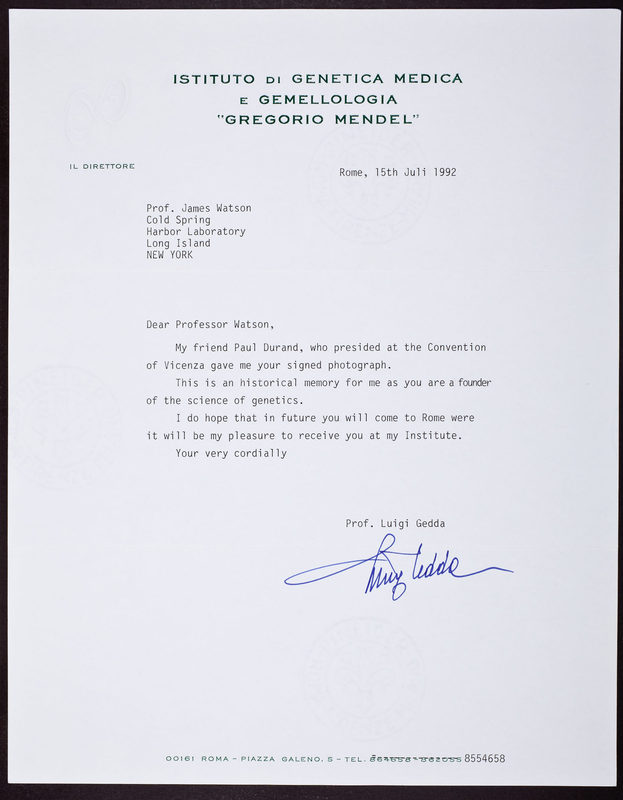 ISTITUTO DI GENETICA MEDICA
E GEMELLOLOGIA
"GREGORIO MENDEL"
IL DIRETTORE
Rome, 15th Juli 1992
Prof. James Watson
Cold Spring
Harbor Laboratory
Long Island
NEW YORK
Dear Professor Watson,
My friend Paul Durand, who presided at the Convention
of Vicenza gave me your signed photograph.
This is an historical memory for me as you are a founder
of the science of genetics.
I do hope that in future you will come to Rome were
it will be my pleasure to receive you at my Institute.
Your very cordially
Prof. Luigi Gedda
Luigi Gedda
00161 ROMA - PIAZZA GALENO, 5 - TEL. 8554658